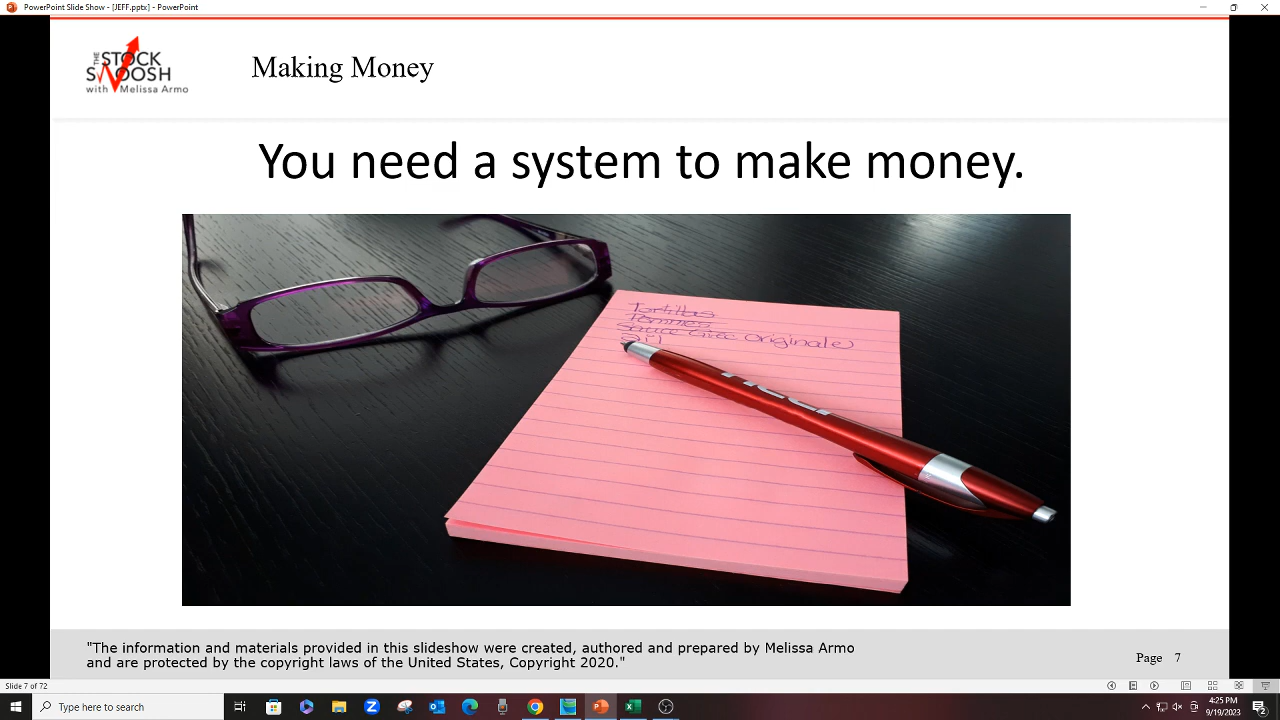 PowerPoint Slide Show - [JEFF.pptx] - PowerPoint
THE
STOCK
SWOOSH
with Melissa Armo
Making Money
You need a system to make money.
Tortillas
Pommes
Sauce Originale
"The information and materials provided in this slideshow were created, authored and prepared by Melissa Armo
and are protected by the copyright laws of the United States, Copyright 2020."
Page 7
Slide 7 of 72
Type here to search
4:25 PM
9/19/2023
2